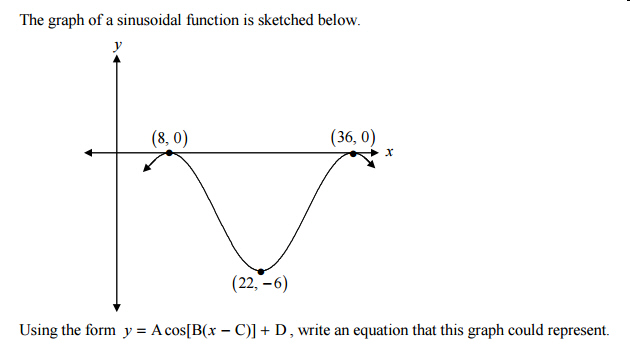 The graph of a sinusoidal function is sketched below.
y
(8, 0)
(36, 0)
x
(22, −6)
Using the form y = A cos[B(x − C)] + D, write an equation that this graph could represent.